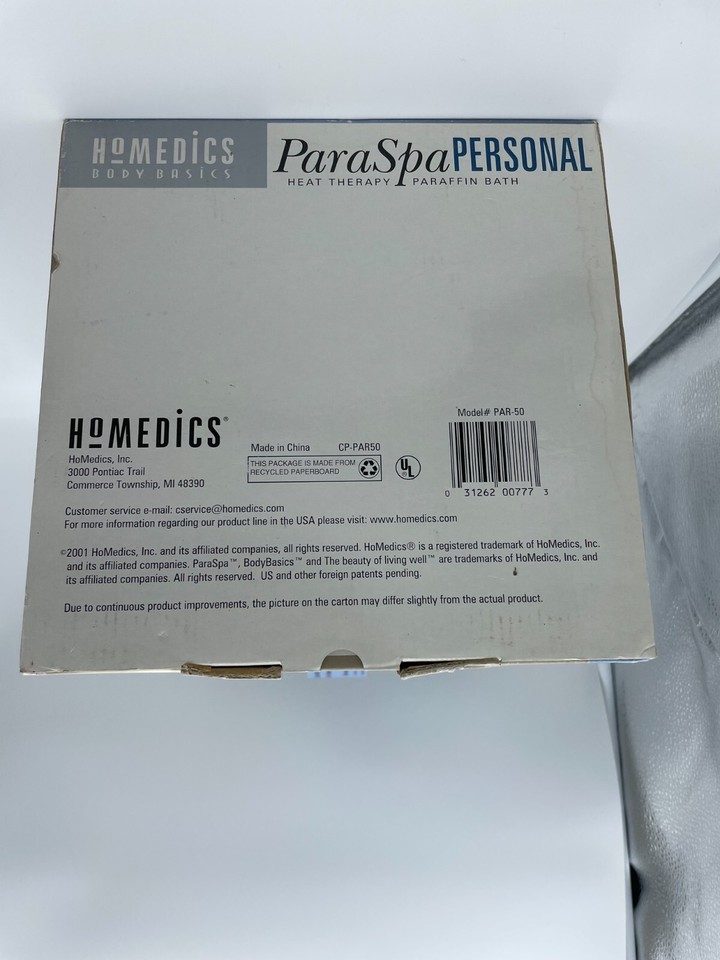 HoMEDiCS
BODY BASiCS
ParaSpa PERSONAL
HEAT THERAPY PARAFFIN BATH
HoMEDiCS®
HoMedics, Inc.
3000 Pontiac Trail
Commerce Township, MI 48390
Made in China CP-PAR50
THIS PACKAGE IS MADE FROM
RECYCLED PAPERBOARD
UL
Model# PAR-50
0 31262 00777 3
Customer service e-mail: cservice@homedics.com
For more information regarding our product line in the USA please visit: www.homedics.com
©2001 HoMedics, Inc. and its affiliated companies, all rights reserved. HoMedics® is a registered trademark of HoMedics, Inc.
and its affiliated companies. ParaSpa™, BodyBasics™ and The beauty of living well™ are trademarks of HoMedics, Inc. and
its affiliated companies. All rights reserved. US and other foreign patents pending.
Due to continuous product improvements, the picture on the carton may differ slightly from the actual product.